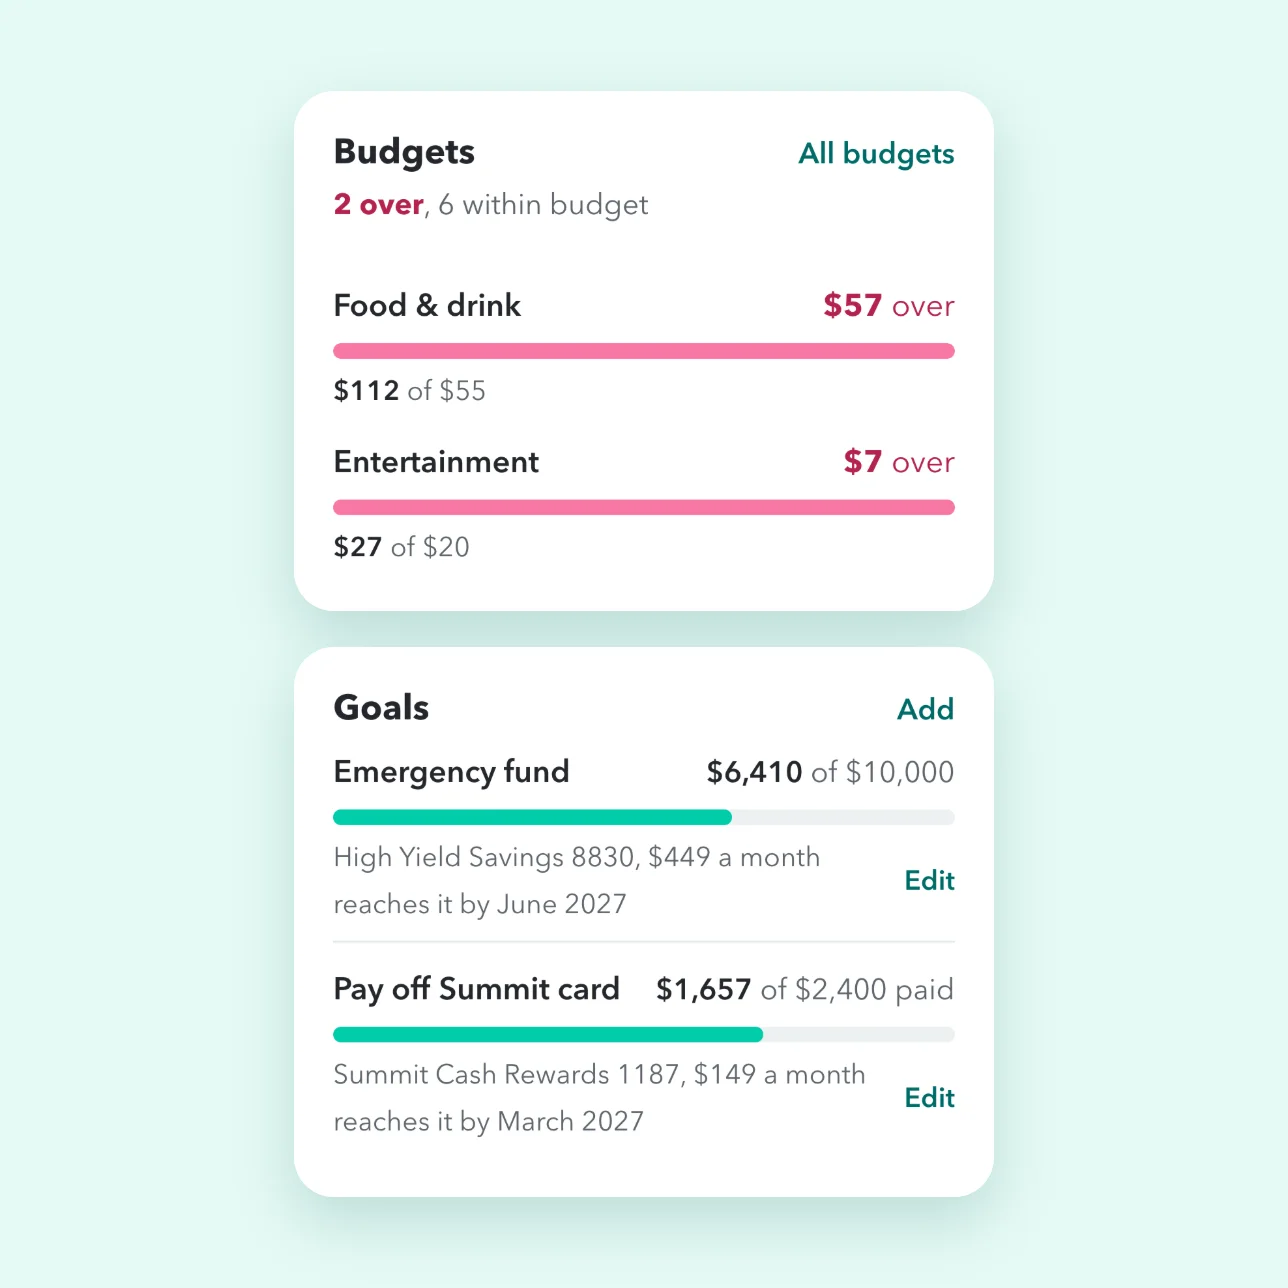 Budgets
All budgets
2 over, 6 within budget
Food & drink
$57 over
$112 of $55
Entertainment
$7 over
$27 of $20
Goals
Add
Emergency fund
$6,410 of $10,000
High Yield Savings 8830, $449 a month
reaches it by June 2027
Edit
Pay off Summit card
$1,657 of $2,400 paid
Summit Cash Rewards 1187, $149 a month
reaches it by March 2027
Edit